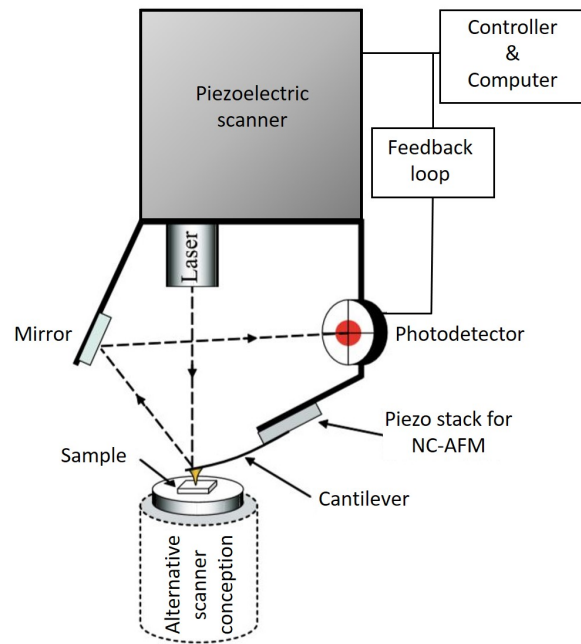 Controller
&
Computer
Piezoelectric
scanner
Feedback
loop
Laser
Mirror
Photodetector
Piezo stack for
NC-AFM
Sample
Cantilever
Alternative
scanner
conception